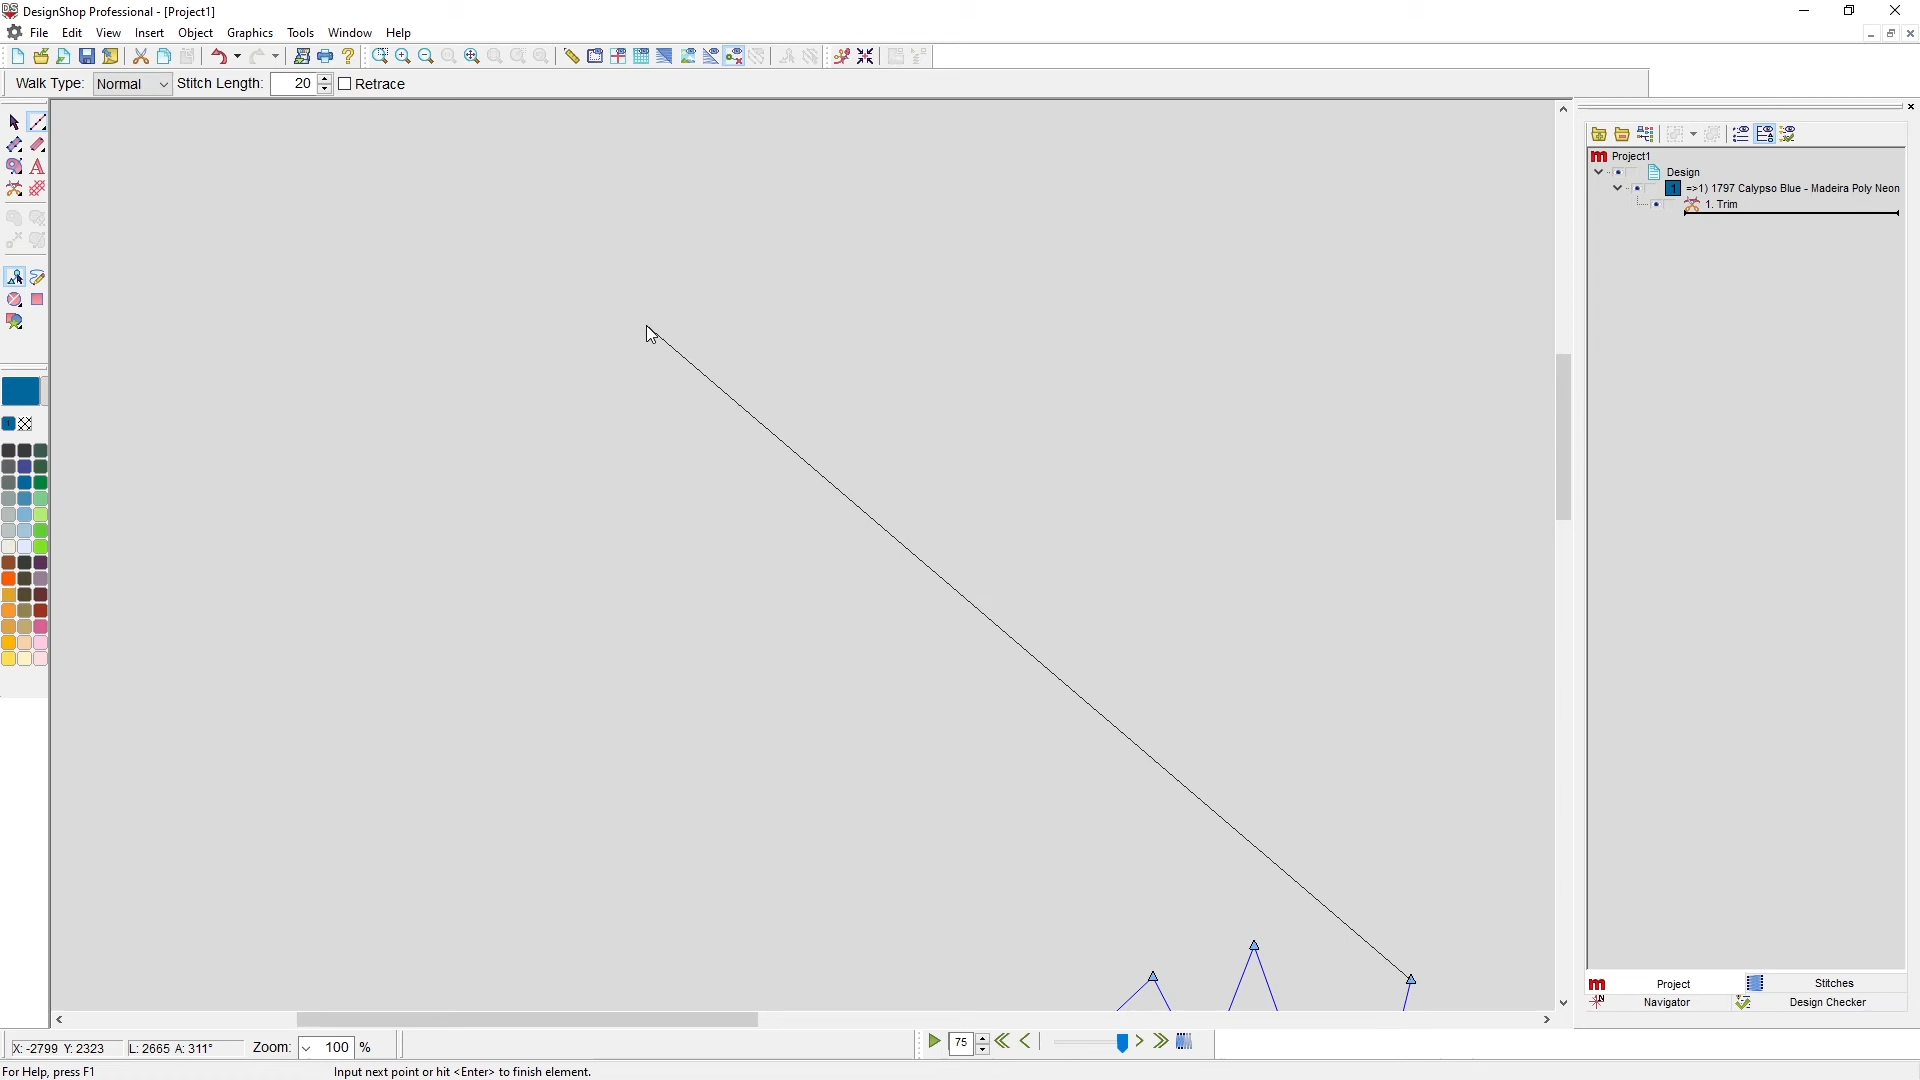 DesignShop Professional - [Project1]
File Edit View Insert Object Graphics Tools Window Help
Walk Type: Normal Stitch Length: 20 Retrace
Project1
Design
1 =>1) 1797 Calypso Blue - Madeira Poly Neon
1. Trim
1
Project Stitches
Navigator Design Checker
X: -2799 Y: 2323 L: 2665 A: 311° Zoom: 100 % 75
For Help, press F1 Input next point or hit <Enter> to finish element.